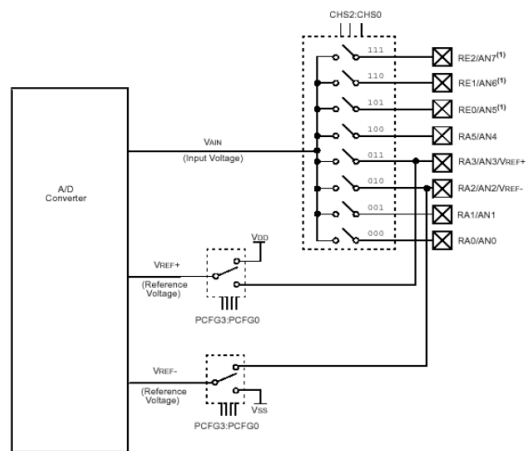 CHS2:CHS0
111
RE2/AN7(1)
110
RE1/AN6(1)
101
RE0/AN5(1)
100
RA5/AN4
VAIN
(Input Voltage)
011
RA3/AN3/VREF+
010
RA2/AN2/VREF-
A/D
Converter
001
RA1/AN1
000
RA0/AN0
VDD
VREF+
(Reference
Voltage)
PCFG3:PCFG0
VREF-
(Reference
Voltage)
VSS
PCFG3:PCFG0